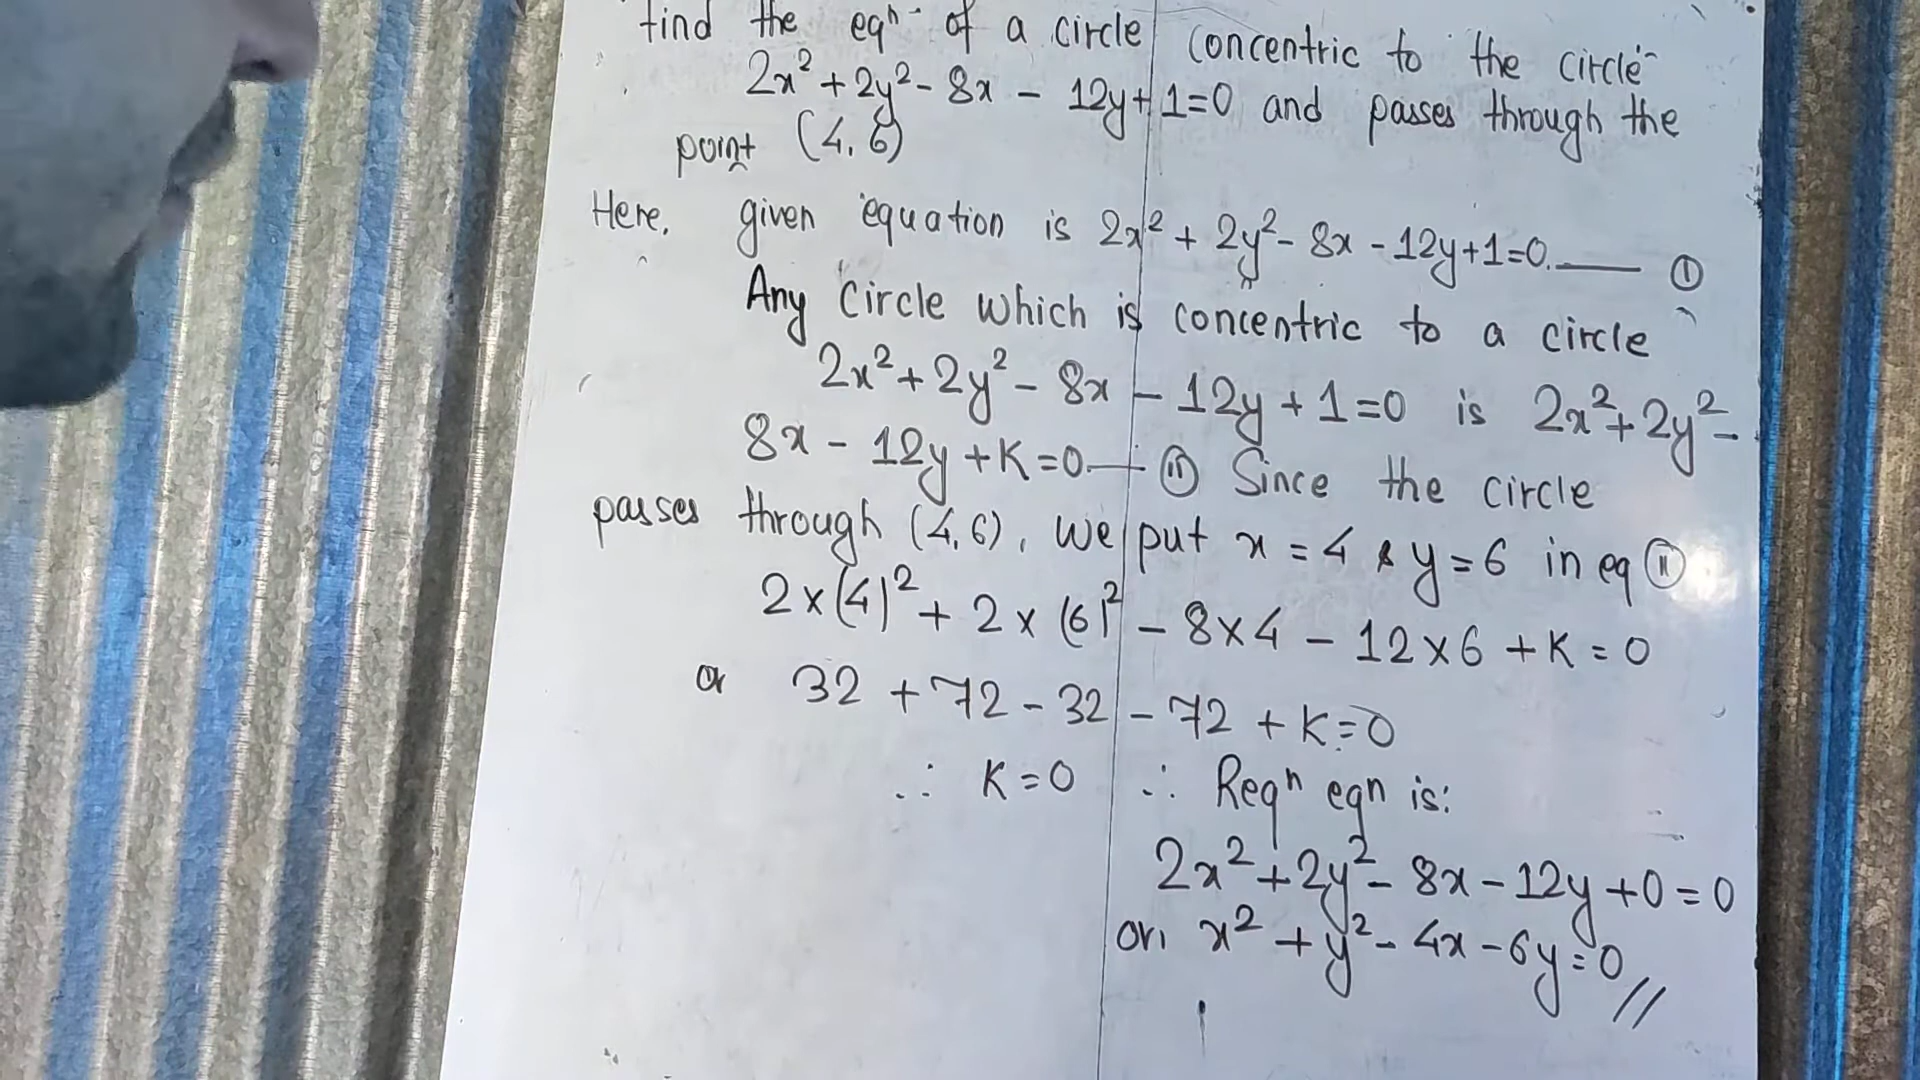 find the eqⁿ of a circle concentric to the circle
2x² + 2y² - 8x - 12y + 1 = 0 and passes through the
point (4, 6)
Here, given equation is 2x² + 2y² - 8x - 12y + 1 = 0. —— (i)
Any circle which is concentric to a circle
2x² + 2y² - 8x - 12y + 1 = 0 is 2x² + 2y² -
8x - 12y + K = 0 — (ii) Since the circle
passes through (4, 6), we put x = 4 & y = 6 in eq (ii)
2 × (4)² + 2 × (6)² - 8 × 4 - 12 × 6 + K = 0
or 32 + 72 - 32 - 72 + K = 0
∴ K = 0 ∴ Reqⁿ eqn is:
2x² + 2y² - 8x - 12y + 0 = 0
or, x² + y² - 4x - 6y = 0 //